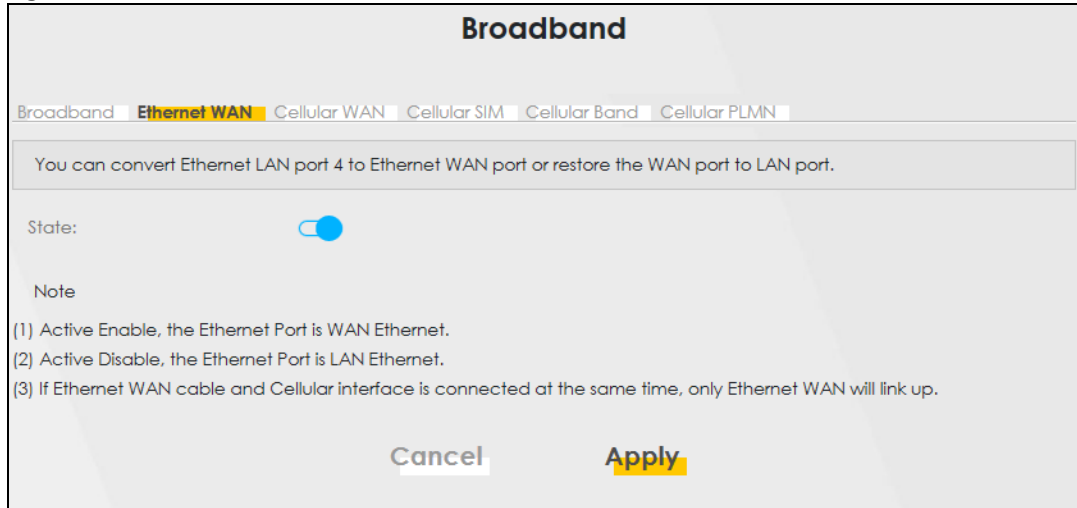 Broadband
Broadband Ethernet WAN Cellular WAN Cellular SIM Cellular Band Cellular PLMN
You can convert Ethernet LAN port 4 to Ethernet WAN port or restore the WAN port to LAN port.
State:
Note
(1) Active Enable, the Ethernet Port is WAN Ethernet.
(2) Active Disable, the Ethernet Port is LAN Ethernet.
(3) If Ethernet WAN cable and Cellular interface is connected at the same time, only Ethernet WAN will link up.
Cancel Apply